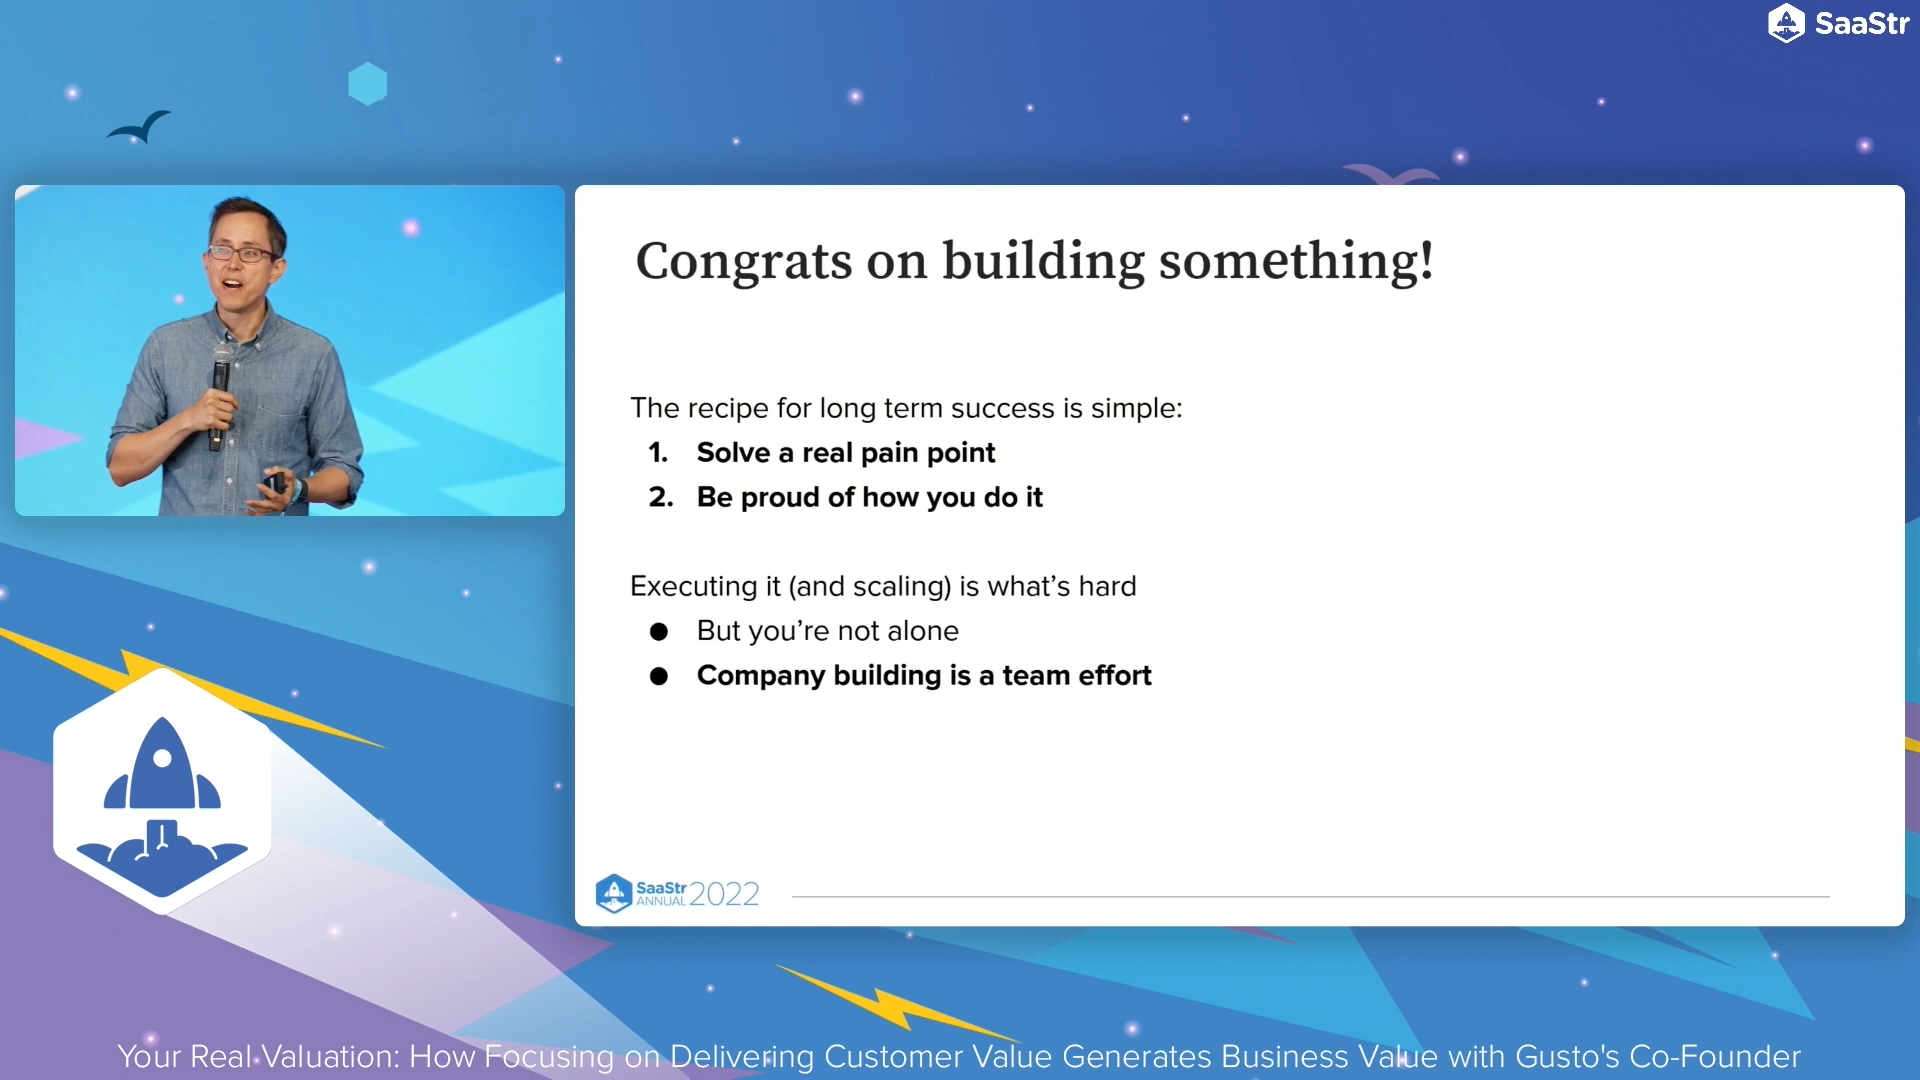 SaaStr
Congrats on building something!
The recipe for long term success is simple:
1. Solve a real pain point
2. Be proud of how you do it
Executing it (and scaling) is what’s hard
● But you’re not alone
● Company building is a team effort
SaaStr
ANNUAL 2022
Your Real Valuation: How Focusing on Delivering Customer Value Generates Business Value with Gusto's Co-Founder